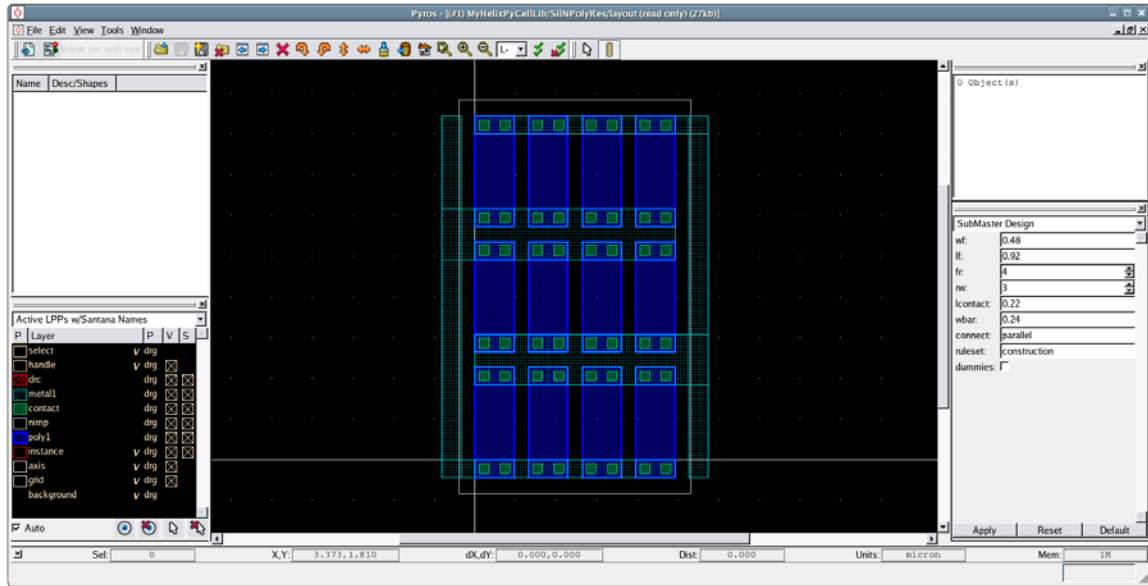 Pyros - [(#1) MyHelixPyCellLib/SilNPolyRes/layout (read only) (27kb)]
File Edit View Tools Window
Break on: with exp
L-
Name Desc/Shapes
0 Object(s)
SubMaster Design
wf: 0.48
lf: 0.92
fr: 4
rw: 3
lcontact: 0.22
wbar: 0.24
connect: parallel
ruleset: construction
dummies:
Active LPPs w/Santana Names
P Layer P V S
select v drg
handle v drg
drc drg
metal1 drg
contact drg
nimp drg
poly1 drg
instance v drg
axis v drg
grid v drg
background v drg
Auto
Apply Reset Default
Sel: 0 X,Y: 3.373,1.810 dX,dY: 0.000,0.000 Dist: 0.000 Units: micron Mem: 1M